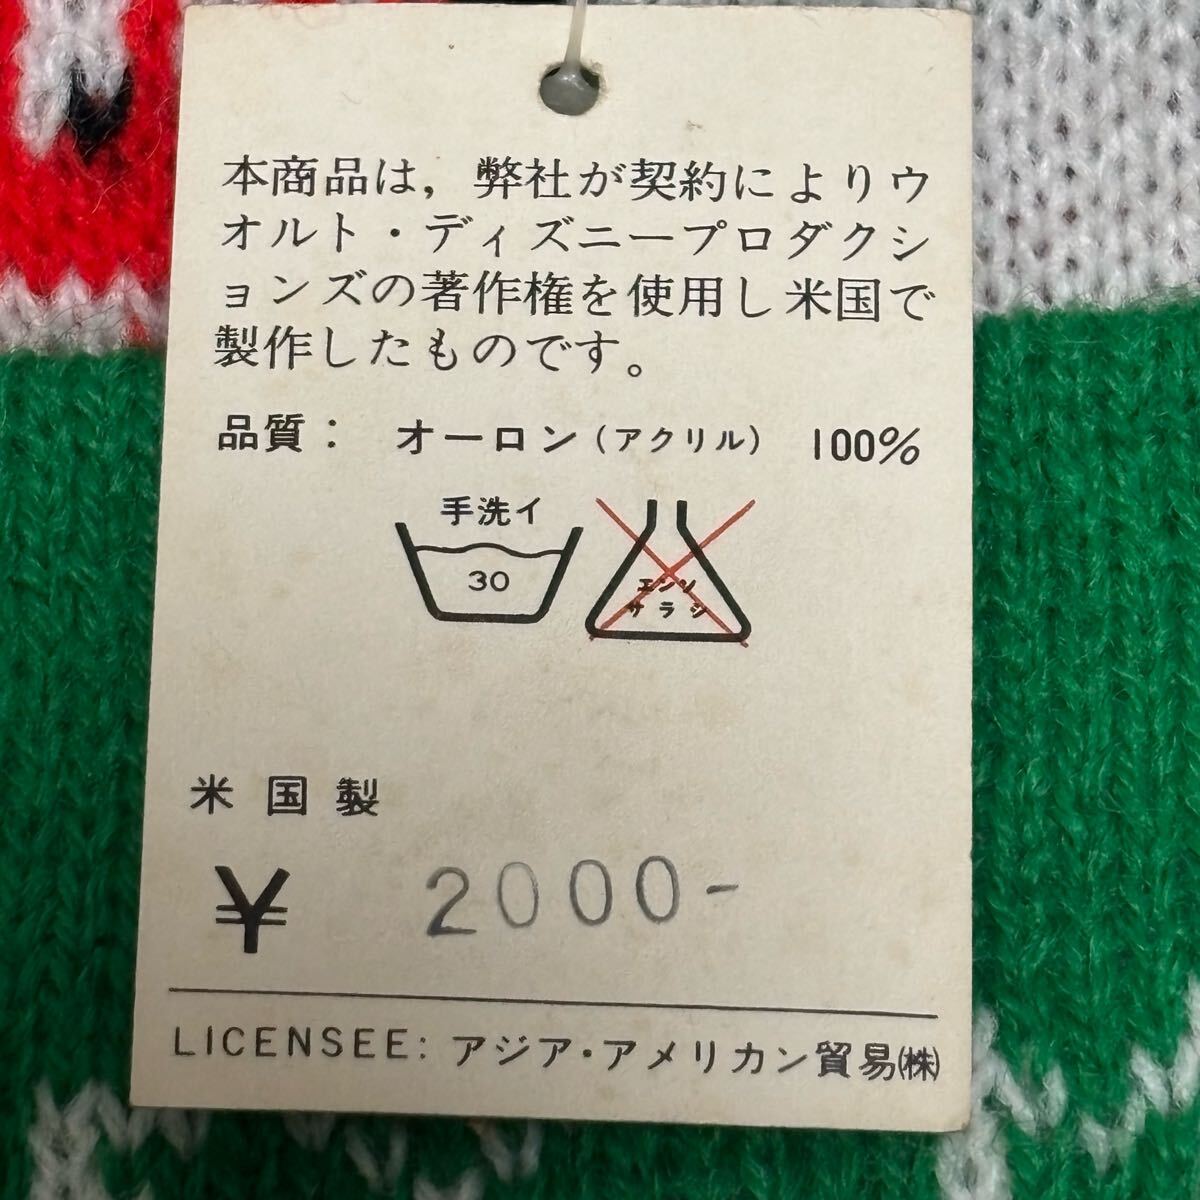 本商品は，弊社が契約によりウ
オルト・ディズニープロダクシ
ョンズの著作権を使用し米国で
製作したものです。
品質： オーロン（アクリル） 100%
手洗イ
30
エンソ
サラシ
米国製
¥ 2000-
LICENSEE: アジア・アメリカン貿易㈱